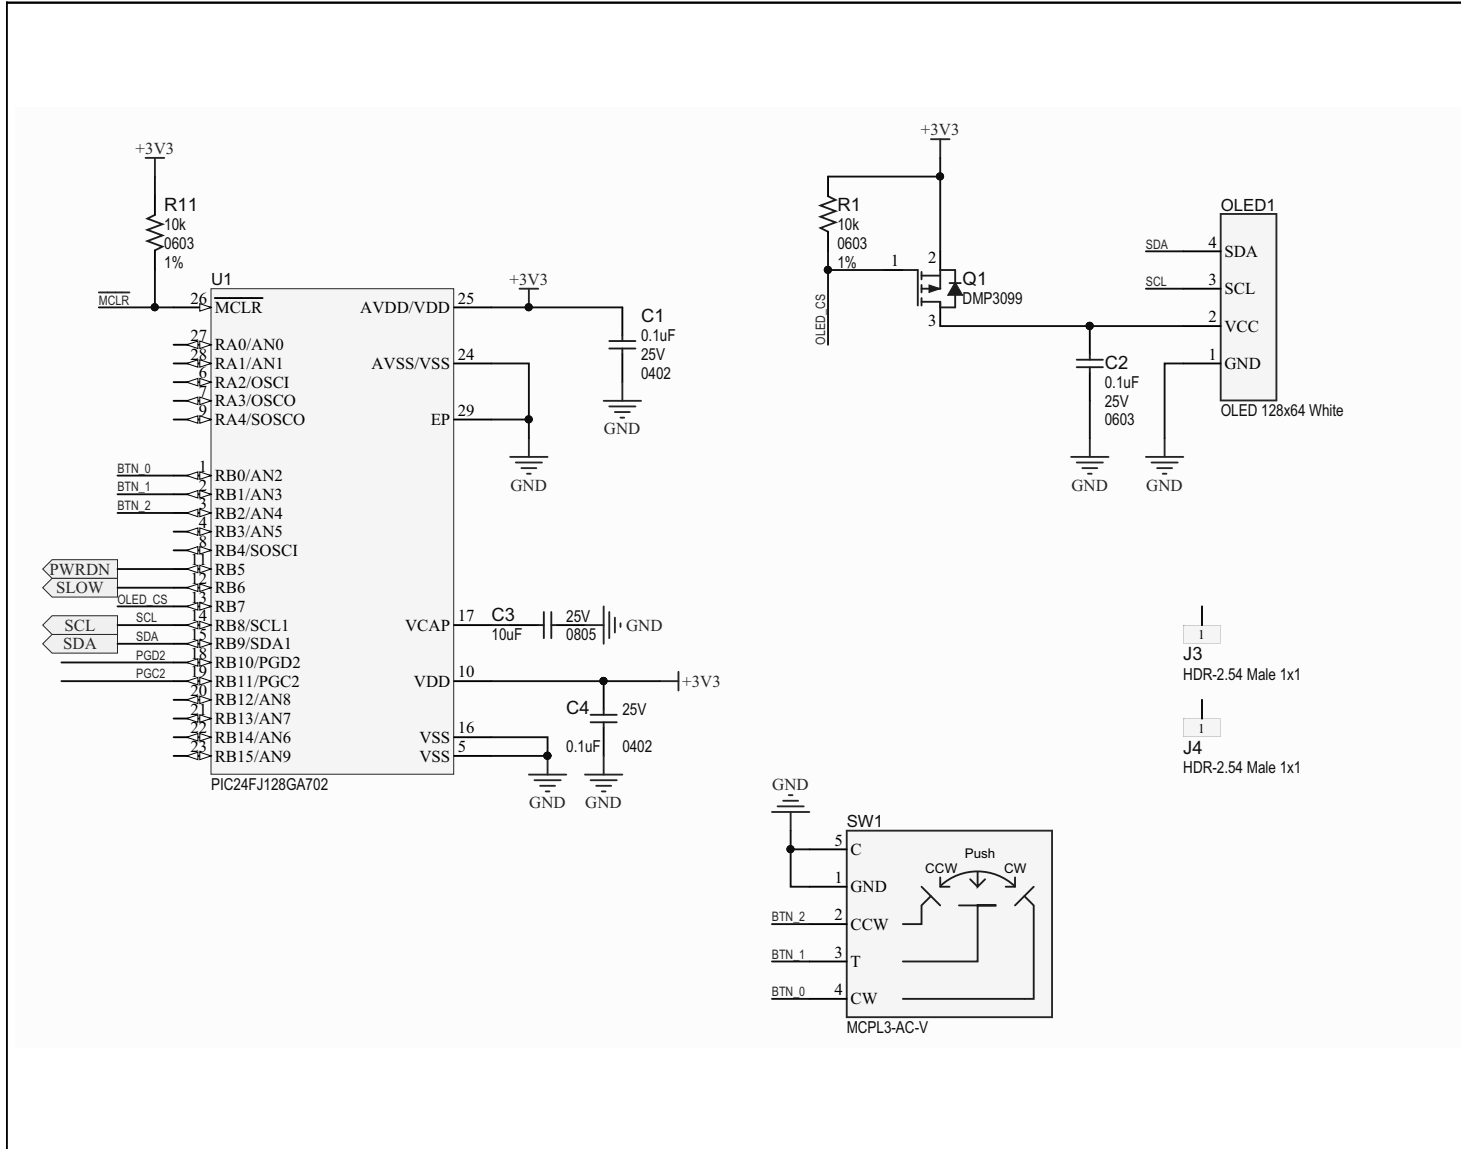 +3V3
R11
10k
0603
1%
MCLR
U1
26
MCLR
27
RA0/AN0
28
RA1/AN1
6
RA2/OSCI
7
RA3/OSCO
9
RA4/SOSCO
BTN_0
1
RB0/AN2
BTN_1
2
RB1/AN3
BTN_2
3
RB2/AN4
4
RB3/AN5
8
RB4/SOSCI
PWRDN
11
RB5
SLOW
12
RB6
OLED_CS
13
RB7
SCL
SCL
14
RB8/SCL1
SDA
SDA
15
RB9/SDA1
PGD2
18
RB10/PGD2
PGC2
19
RB11/PGC2
20
RB12/AN8
21
RB13/AN7
22
RB14/AN6
23
RB15/AN9
PIC24FJ128GA702
AVDD/VDD
25
+3V3
C1
0.1uF
25V
0402
GND
AVSS/VSS
24
EP
29
GND
VCAP
17
C3
10uF
25V
0805
GND
VDD
10
+3V3
C4
25V
0.1uF
0402
VSS
16
VSS
5
GND
GND
+3V3
R1
10k
0603
1%
OLED_CS
1
2
3
Q1
DMP3099
C2
0.1uF
25V
0603
GND
GND
OLED1
SDA
4
SDA
SCL
3
SCL
2
VCC
1
GND
OLED 128x64 White
1
J3
HDR-2.54 Male 1x1
1
J4
HDR-2.54 Male 1x1
GND
SW1
5
C
1
GND
BTN_2
2
CCW
BTN_1
3
T
BTN_0
4
CW
Push
CCW
CW
MCPL3-AC-V